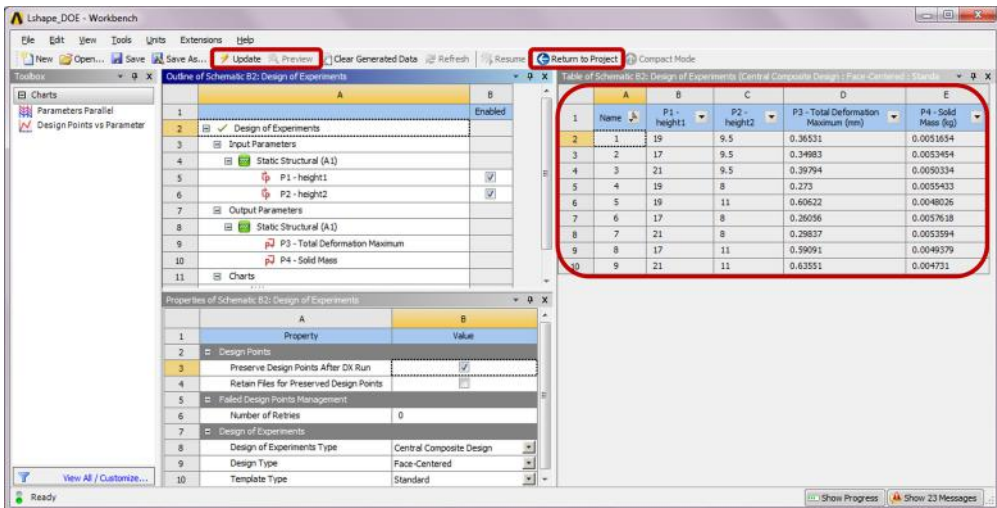 Lshape_DOE - Workbench
File Edit View Tools Units Extensions Help
New Open... Save Save As... Update Preview Clear Generated Data Refresh Resume Return to Project Compact Mode
Toolbox
Charts
Parameters Parallel
Design Points vs Parameter
View All / Customize...
Outline of Schematic B2: Design of Experiments
A B
1 Enabled
2 Design of Experiments
3 Input Parameters
4 Static Structural (A1)
5 P1 - height1
6 P2 - height2
7 Output Parameters
8 Static Structural (A1)
9 P3 - Total Deformation Maximum
10 P4 - Solid Mass
11 Charts
Properties of Schematic B2: Design of Experiments
A B
1 Property Value
2 Design Points
3 Preserve Design Points After DX Run
4 Retain Files for Preserved Design Points
5 Failed Design Points Management
6 Number of Retries 0
7 Design of Experiments
8 Design of Experiments Type Central Composite Design
9 Design Type Face-Centered
10 Template Type Standard
Table of Schematic B2: Design of Experiments (Central Composite Design : Face-Centered : Standa
A B C D E
1 Name P1 - height1 P2 - height2 P3 - Total Deformation Maximum (mm) P4 - Solid Mass (kg)
2 1 19 9.5 0.36531 0.0051654
3 2 17 9.5 0.34983 0.0053454
4 3 21 9.5 0.39794 0.0050334
5 4 19 8 0.273 0.0055433
6 5 19 11 0.60622 0.0048026
7 6 17 8 0.26056 0.0057618
8 7 21 8 0.29837 0.0053594
9 8 17 11 0.59091 0.0049379
10 9 21 11 0.63551 0.004731
Ready
Show Progress Show 23 Messages